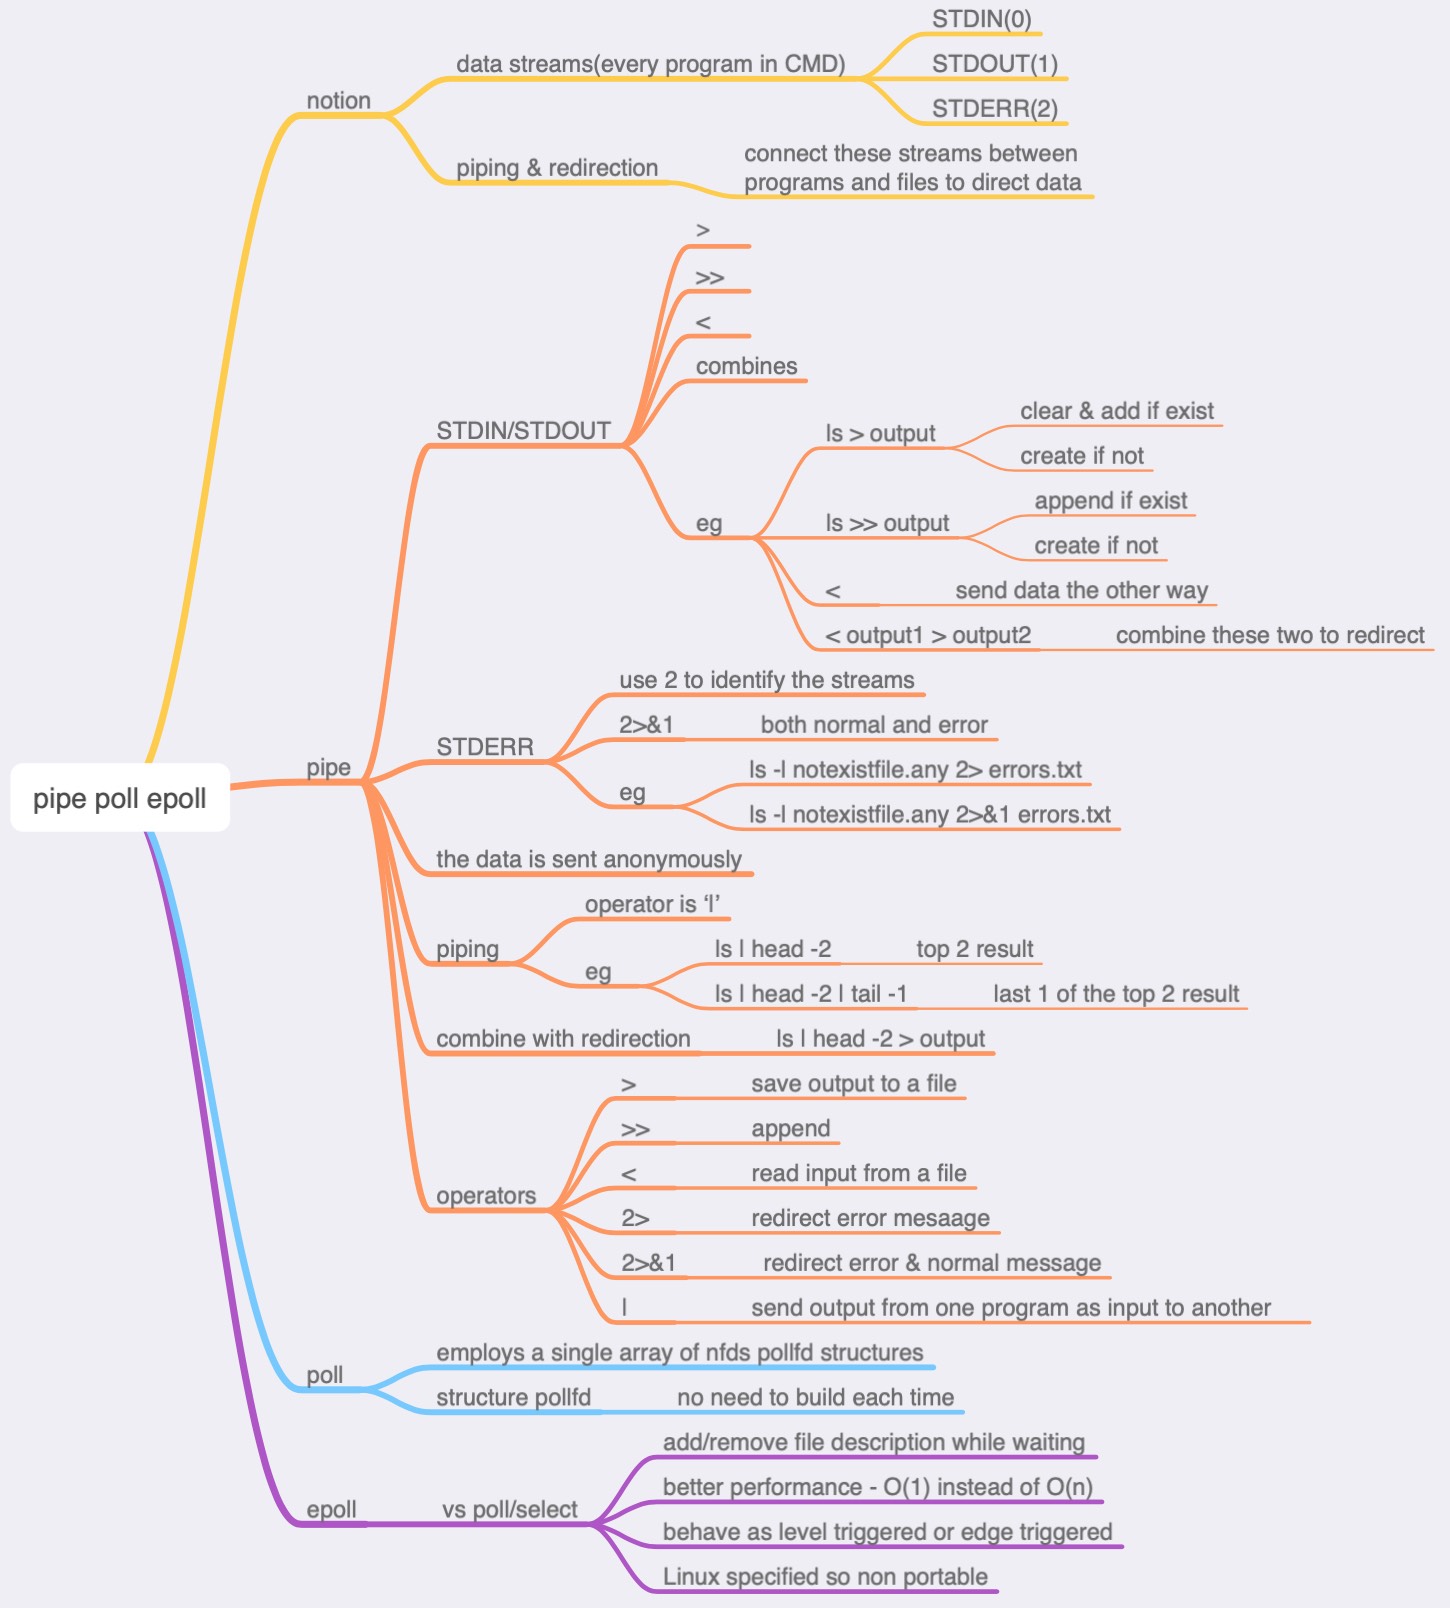 STDIN(0)
data streams(every program in CMD)
STDOUT(1)
notion
STDERR(2)
piping & redirection
connect these streams between
programs and files to direct data
>
>>
<
combines
STDIN/STDOUT
ls > output
clear & add if exist
create if not
eg
ls >> output
append if exist
create if not
<
send data the other way
< output1 > output2
combine these two to redirect
use 2 to identify the streams
2>&1
both normal and error
STDERR
pipe
eg
ls -l notexistfile.any 2> errors.txt
ls -l notexistfile.any 2>&1 errors.txt
pipe poll epoll
the data is sent anonymously
operator is ‘|’
piping
eg
ls | head -2
top 2 result
ls | head -2 | tail -1
last 1 of the top 2 result
combine with redirection
ls | head -2 > output
>
save output to a file
>>
append
<
read input from a file
operators
2>
redirect error mesaage
2>&1
redirect error & normal message
|
send output from one program as input to another
employs a single array of nfds pollfd structures
poll
structure pollfd
no need to build each time
add/remove file description while waiting
better performance - O(1) instead of O(n)
epoll
vs poll/select
behave as level triggered or edge triggered
Linux specified so non portable